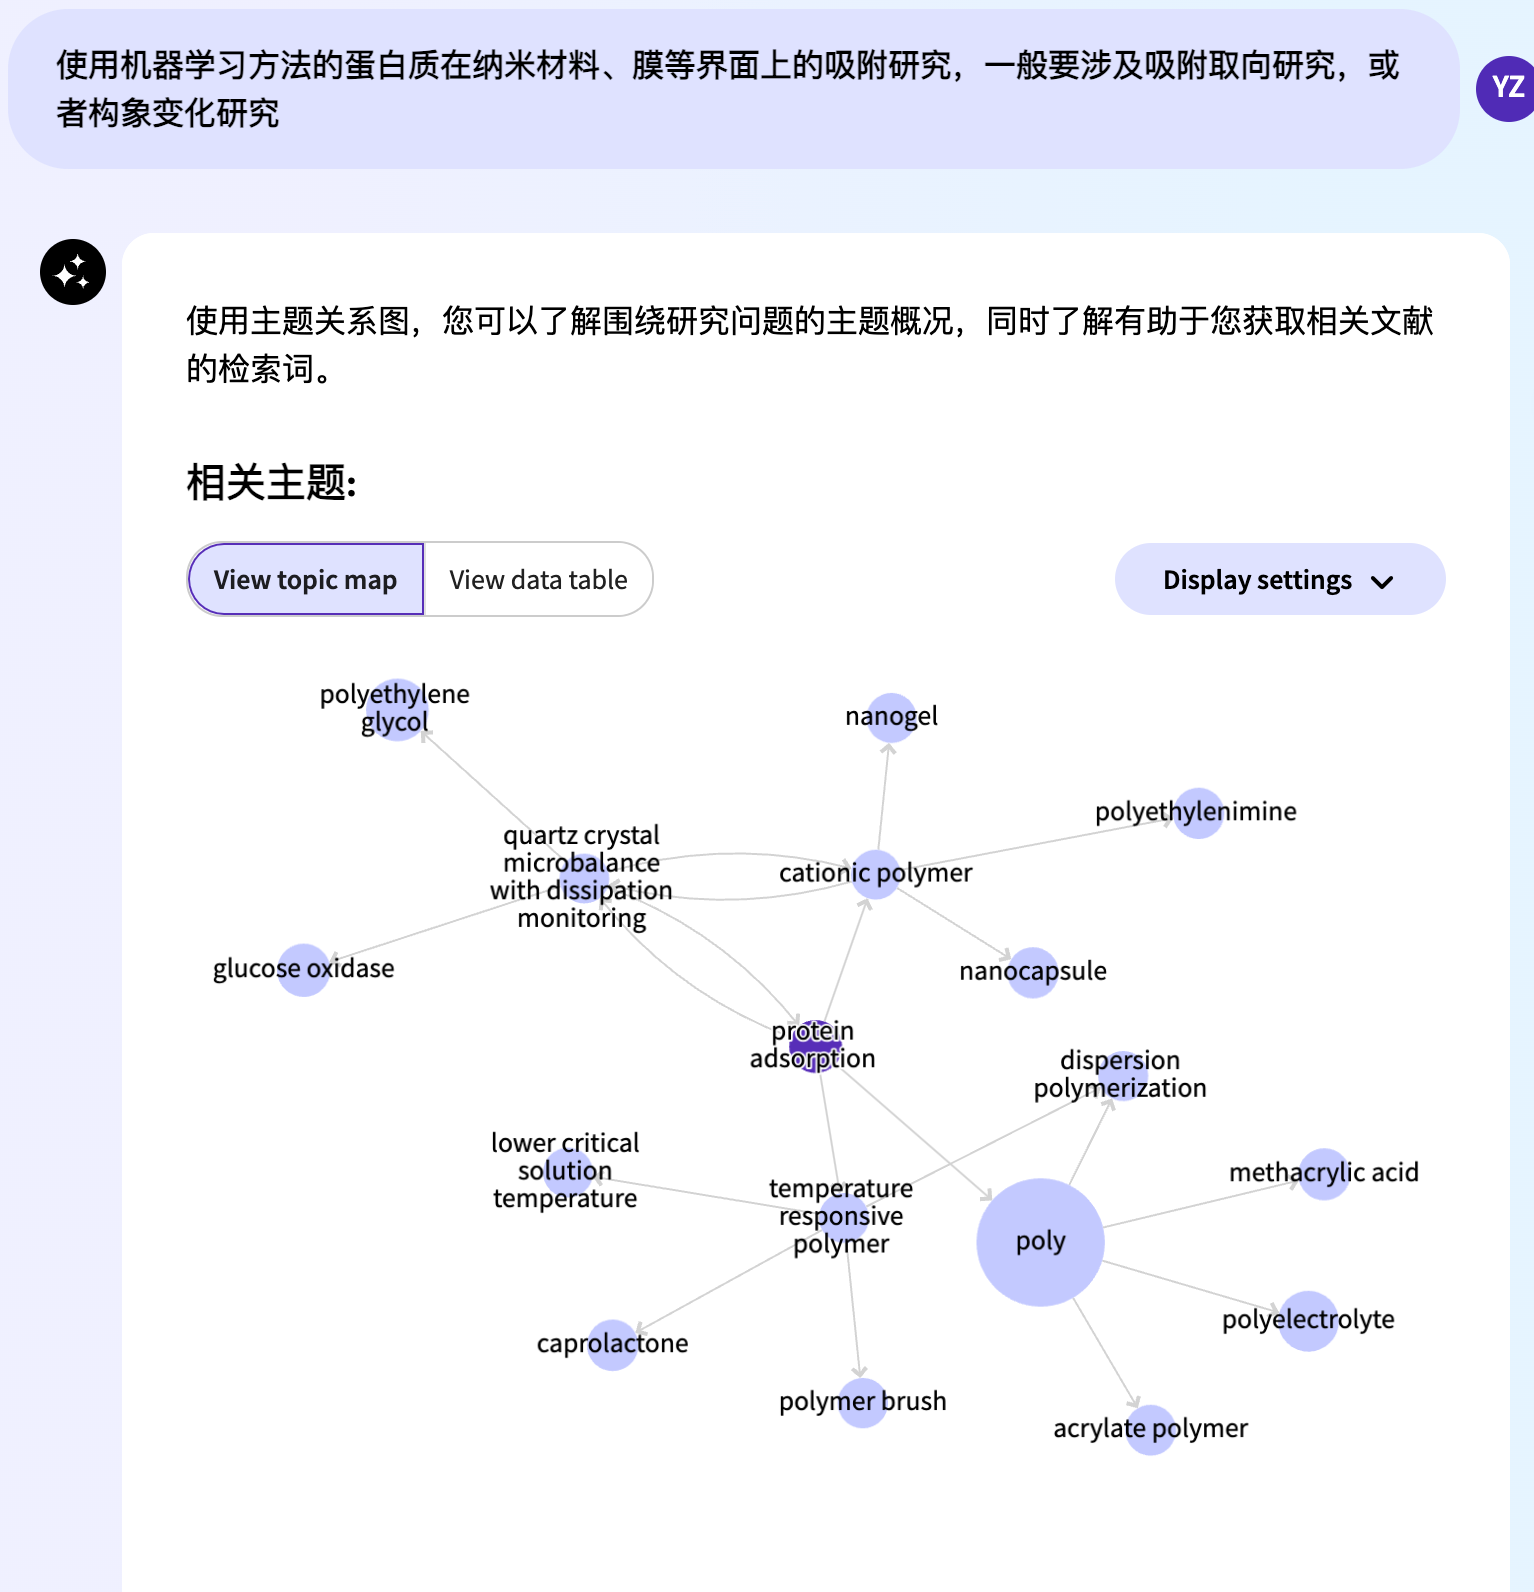 使用机器学习方法的蛋白质在纳米材料、膜等界面上的吸附研究，一般要涉及吸附取向研究，或
者构象变化研究
YZ
使用主题关系图，您可以了解围绕研究问题的主题概况，同时了解有助于您获取相关文献
的检索词。
相关主题:
View topic map
View data table
Display settings
polyethylene
glycol
nanogel
polyethylenimine
quartz crystal
microbalance
with dissipation
monitoring
cationic polymer
glucose oxidase
nanocapsule
protein
adsorption
dispersion
polymerization
lower critical
solution
temperature
methacrylic acid
temperature
responsive
polymer
poly
polyelectrolyte
caprolactone
polymer brush
acrylate polymer